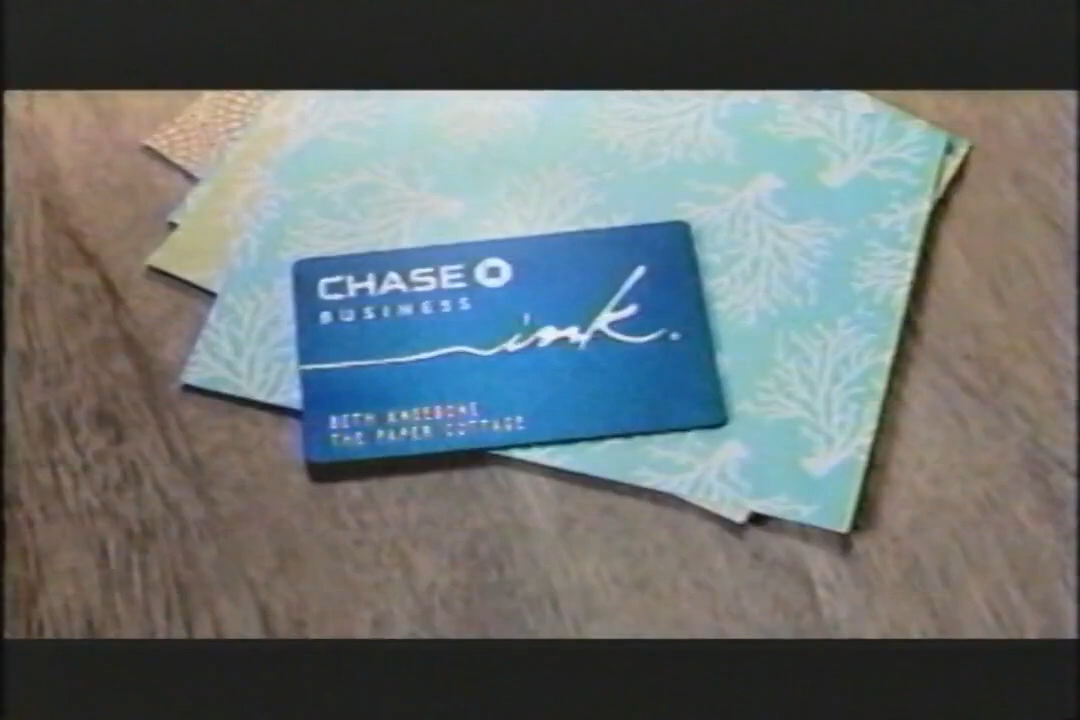 CHASE
BUSINESS
ink.
BETH
THE PAPER COTTAGE